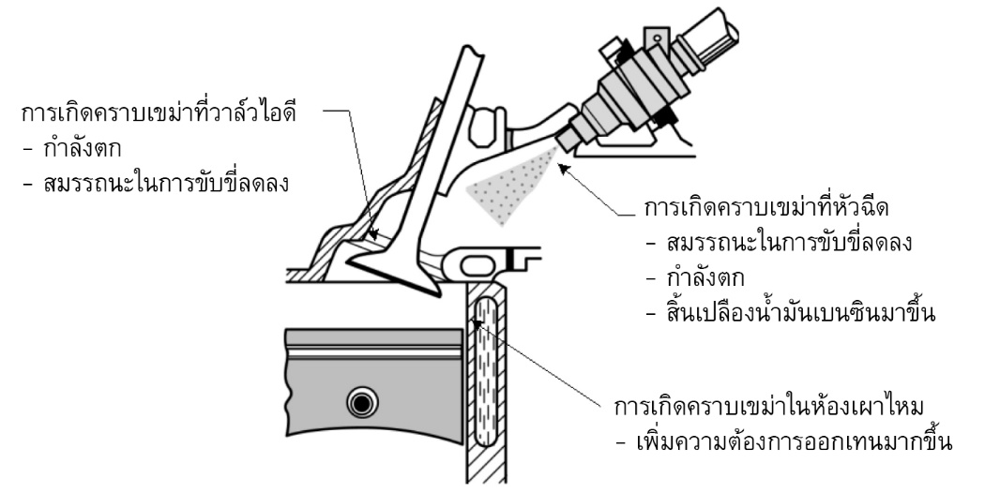 การเกิดคราบเขม่าที่วาล์วไอดี
- กำลังตก
- สมรรถนะในการขับขี่ลดลง
การเกิดคราบเขม่าที่หัวฉีด
- สมรรถนะในการขับขี่ลดลง
- กำลังตก
- สิ้นเปลืองน้ำมันเบนซินมาขึ้น
การเกิดคราบเขม่าในห้องเผาไหม
- เพิ่มความต้องการออกเทนมากขึ้น